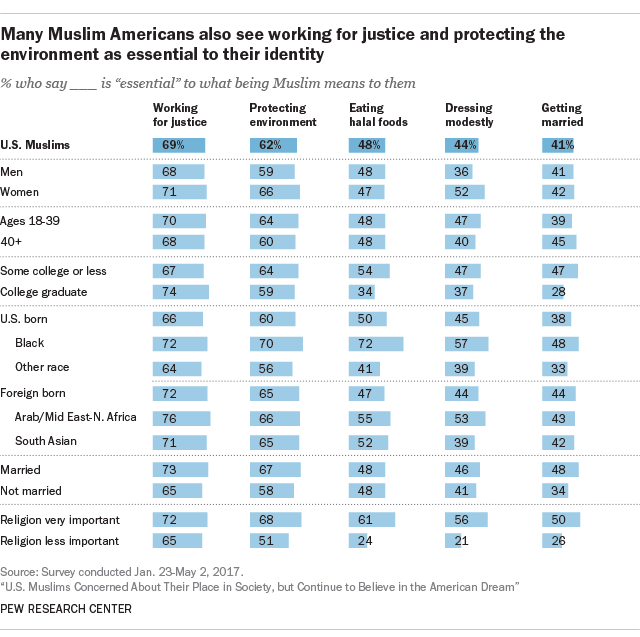 Many Muslim Americans also see working for justice and protecting the
environment as essential to their identity
% who say ___ is “essential” to what being Muslim means to them
Working for justice Protecting environment Eating halal foods Dressing modestly Getting married
U.S. Muslims 69% 62% 48% 44% 41%
Men 68 59 48 36 41
Women 71 66 47 52 42
Ages 18-39 70 64 48 47 39
40+ 68 60 48 40 45
Some college or less 67 64 54 47 47
College graduate 74 59 34 37 28
U.S. born 66 60 50 45 38
Black 72 70 72 57 48
Other race 64 56 41 39 33
Foreign born 72 65 47 44 44
Arab/Mid East-N. Africa 76 66 55 53 43
South Asian 71 65 52 39 42
Married 73 67 48 46 48
Not married 65 58 48 41 34
Religion very important 72 68 61 56 50
Religion less important 65 51 24 21 26
Source: Survey conducted Jan. 23-May 2, 2017.
“U.S. Muslims Concerned About Their Place in Society, but Continue to Believe in the American Dream”
PEW RESEARCH CENTER